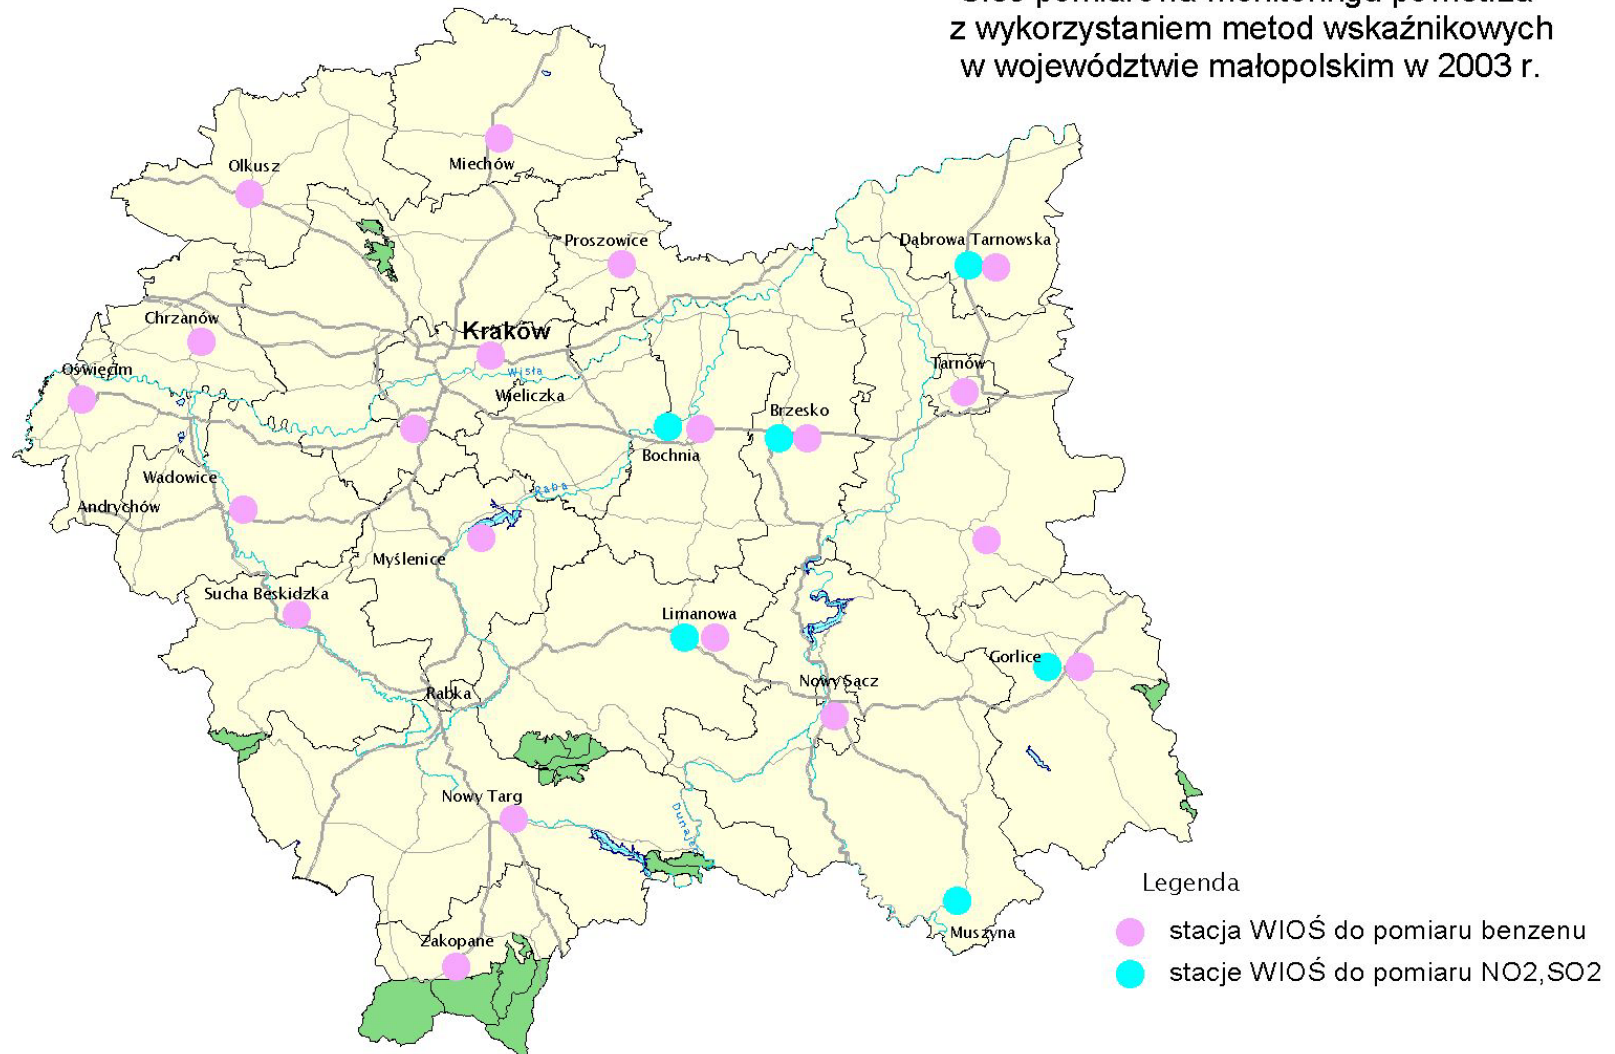 z wykorzystaniem metod wskaźnikowych
w województwie małopolskim w 2003 r.
Miechów
Olkusz
Proszowice
Dąbrowa Tarnowska
Chrzanów
Kraków
Oświęcim
Wisła
Tarnów
Wieliczka
Brzesko
Bochnia
Wadowice
Raba
Andrychów
Myślenice
Sucha Beskidzka
Limanowa
Gorlice
Nowy Sącz
Rabka
Nowy Targ
Dunajec
Zakopane
Muszyna
Legenda
stacja WIOŚ do pomiaru benzenu
stacje WIOŚ do pomiaru NO2,SO2